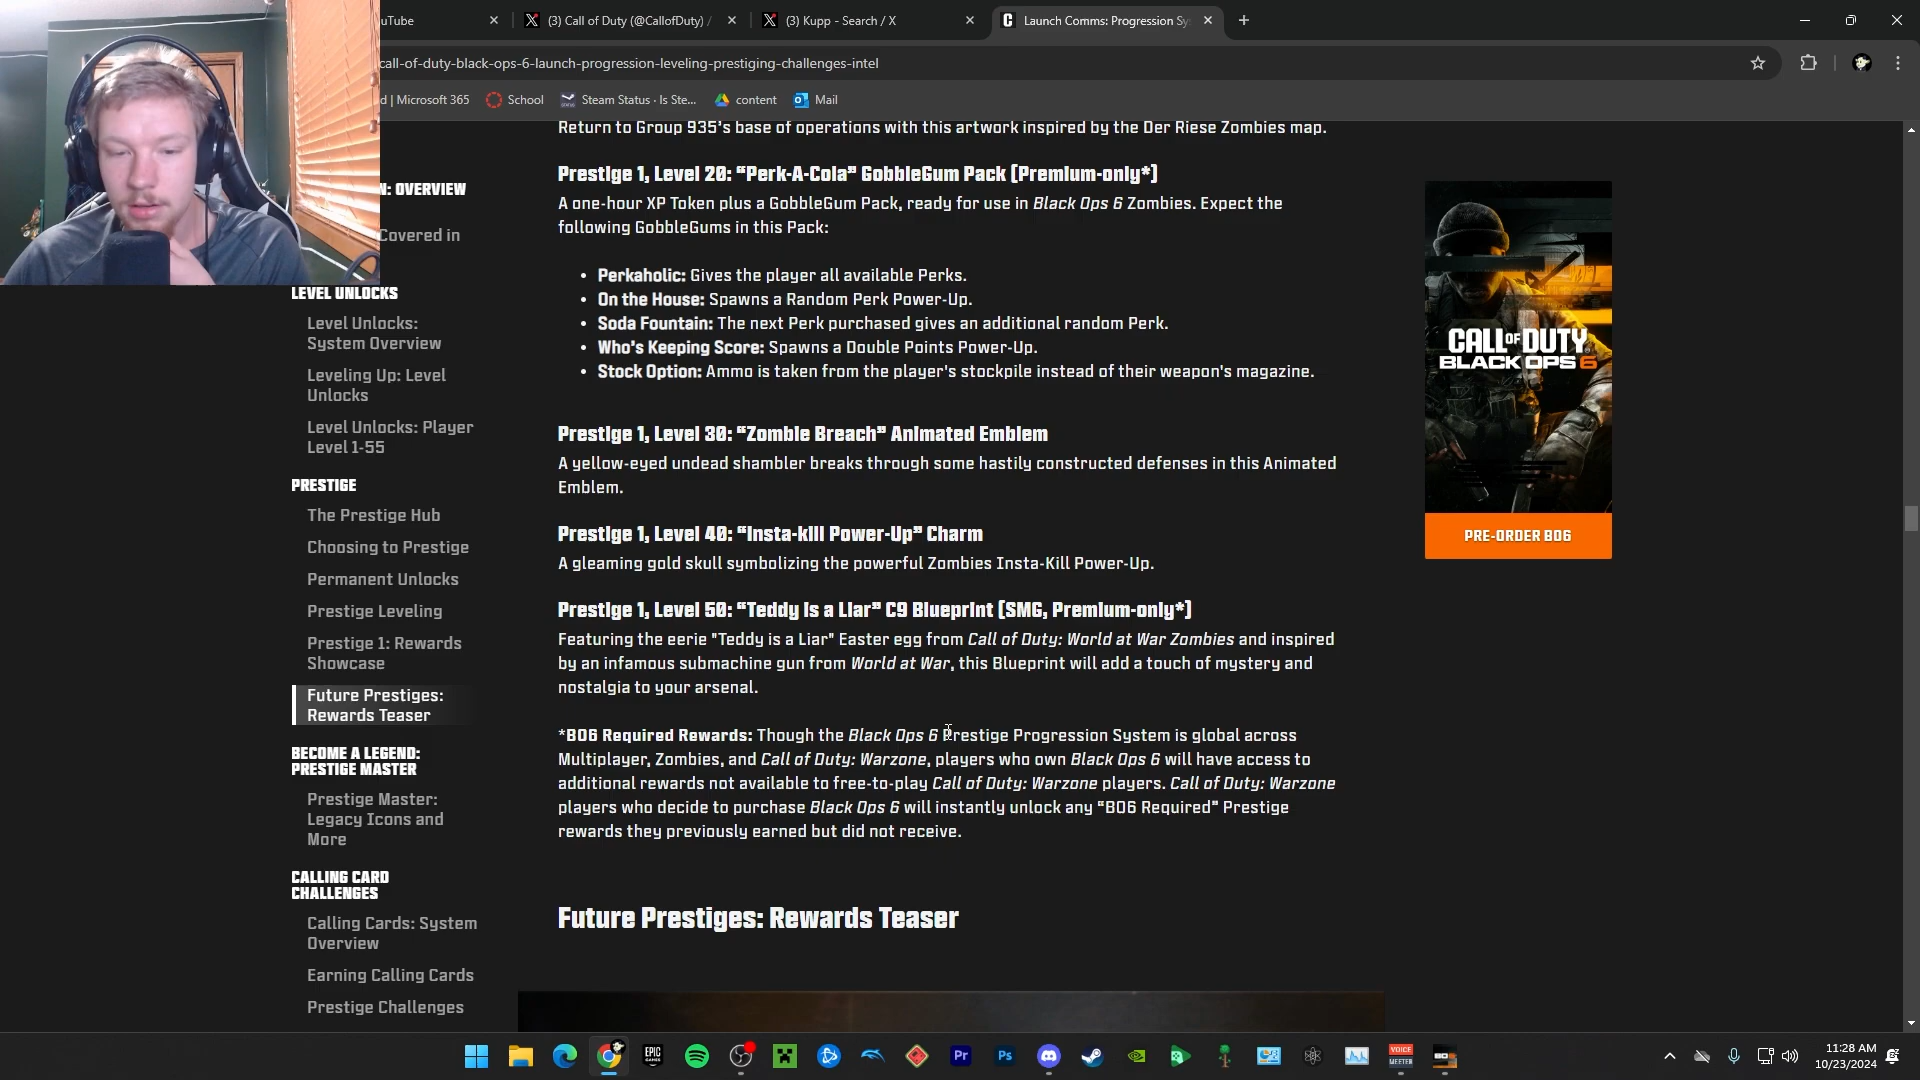 ouTube
(3) Call of Duty (@CallofDuty) /
(3) Kupp - Search / X
Launch Comms: Progression Sy
call-of-duty-black-ops-6-launch-progression-leveling-prestiging-challenges-intel
d | Microsoft 365
School
Steam Status · Is Ste...
content
Mail
Return to Group 935's base of operations with this artwork inspired by the Der Riese Zombies map.
Prestige 1, Level 20: “Perk-A-Cola” GobbleGum Pack (Premium-only*)
A one-hour XP Token plus a GobbleGum Pack, ready for use in Black Ops 6 Zombies. Expect the
following GobbleGums in this Pack:
• Perkaholic: Gives the player all available Perks.
• On the House: Spawns a Random Perk Power-Up.
• Soda Fountain: The next Perk purchased gives an additional random Perk.
• Who's Keeping Score: Spawns a Double Points Power-Up.
• Stock Option: Ammo is taken from the player's stockpile instead of their weapon's magazine.
Prestige 1, Level 30: “Zombie Breach” Animated Emblem
A yellow-eyed undead shambler breaks through some hastily constructed defenses in this Animated
Emblem.
Prestige 1, Level 40: “Insta-kill Power-Up” Charm
A gleaming gold skull symbolizing the powerful Zombies Insta-Kill Power-Up.
Prestige 1, Level 50: “Teddy is a Liar” C9 Blueprint (SMG, Premium-only*)
Featuring the eerie "Teddy is a Liar" Easter egg from Call of Duty: World at War Zombies and inspired
by an infamous submachine gun from World at War, this Blueprint will add a touch of mystery and
nostalgia to your arsenal.
*BO6 Required Rewards: Though the Black Ops 6 Prestige Progression System is global across
Multiplayer, Zombies, and Call of Duty: Warzone, players who own Black Ops 6 will have access to
additional rewards not available to free-to-play Call of Duty: Warzone players. Call of Duty: Warzone
players who decide to purchase Black Ops 6 will instantly unlock any “BO6 Required” Prestige
rewards they previously earned but did not receive.
Future Prestiges: Rewards Teaser
N: OVERVIEW
Covered in
LEVEL UNLOCKS
Level Unlocks:
System Overview
Leveling Up: Level
Unlocks
Level Unlocks: Player
Level 1-55
PRESTIGE
The Prestige Hub
Choosing to Prestige
Permanent Unlocks
Prestige Leveling
Prestige 1: Rewards
Showcase
Future Prestiges:
Rewards Teaser
BECOME A LEGEND:
PRESTIGE MASTER
Prestige Master:
Legacy Icons and
More
CALLING CARD
CHALLENGES
Calling Cards: System
Overview
Earning Calling Cards
Prestige Challenges
CALL OF DUTY
BLACK OPS 6
PRE-ORDER BO6
EPIC
GAMES
Pr
Ps
VOICE
MEETER
BO6
11:28 AM
10/23/2024